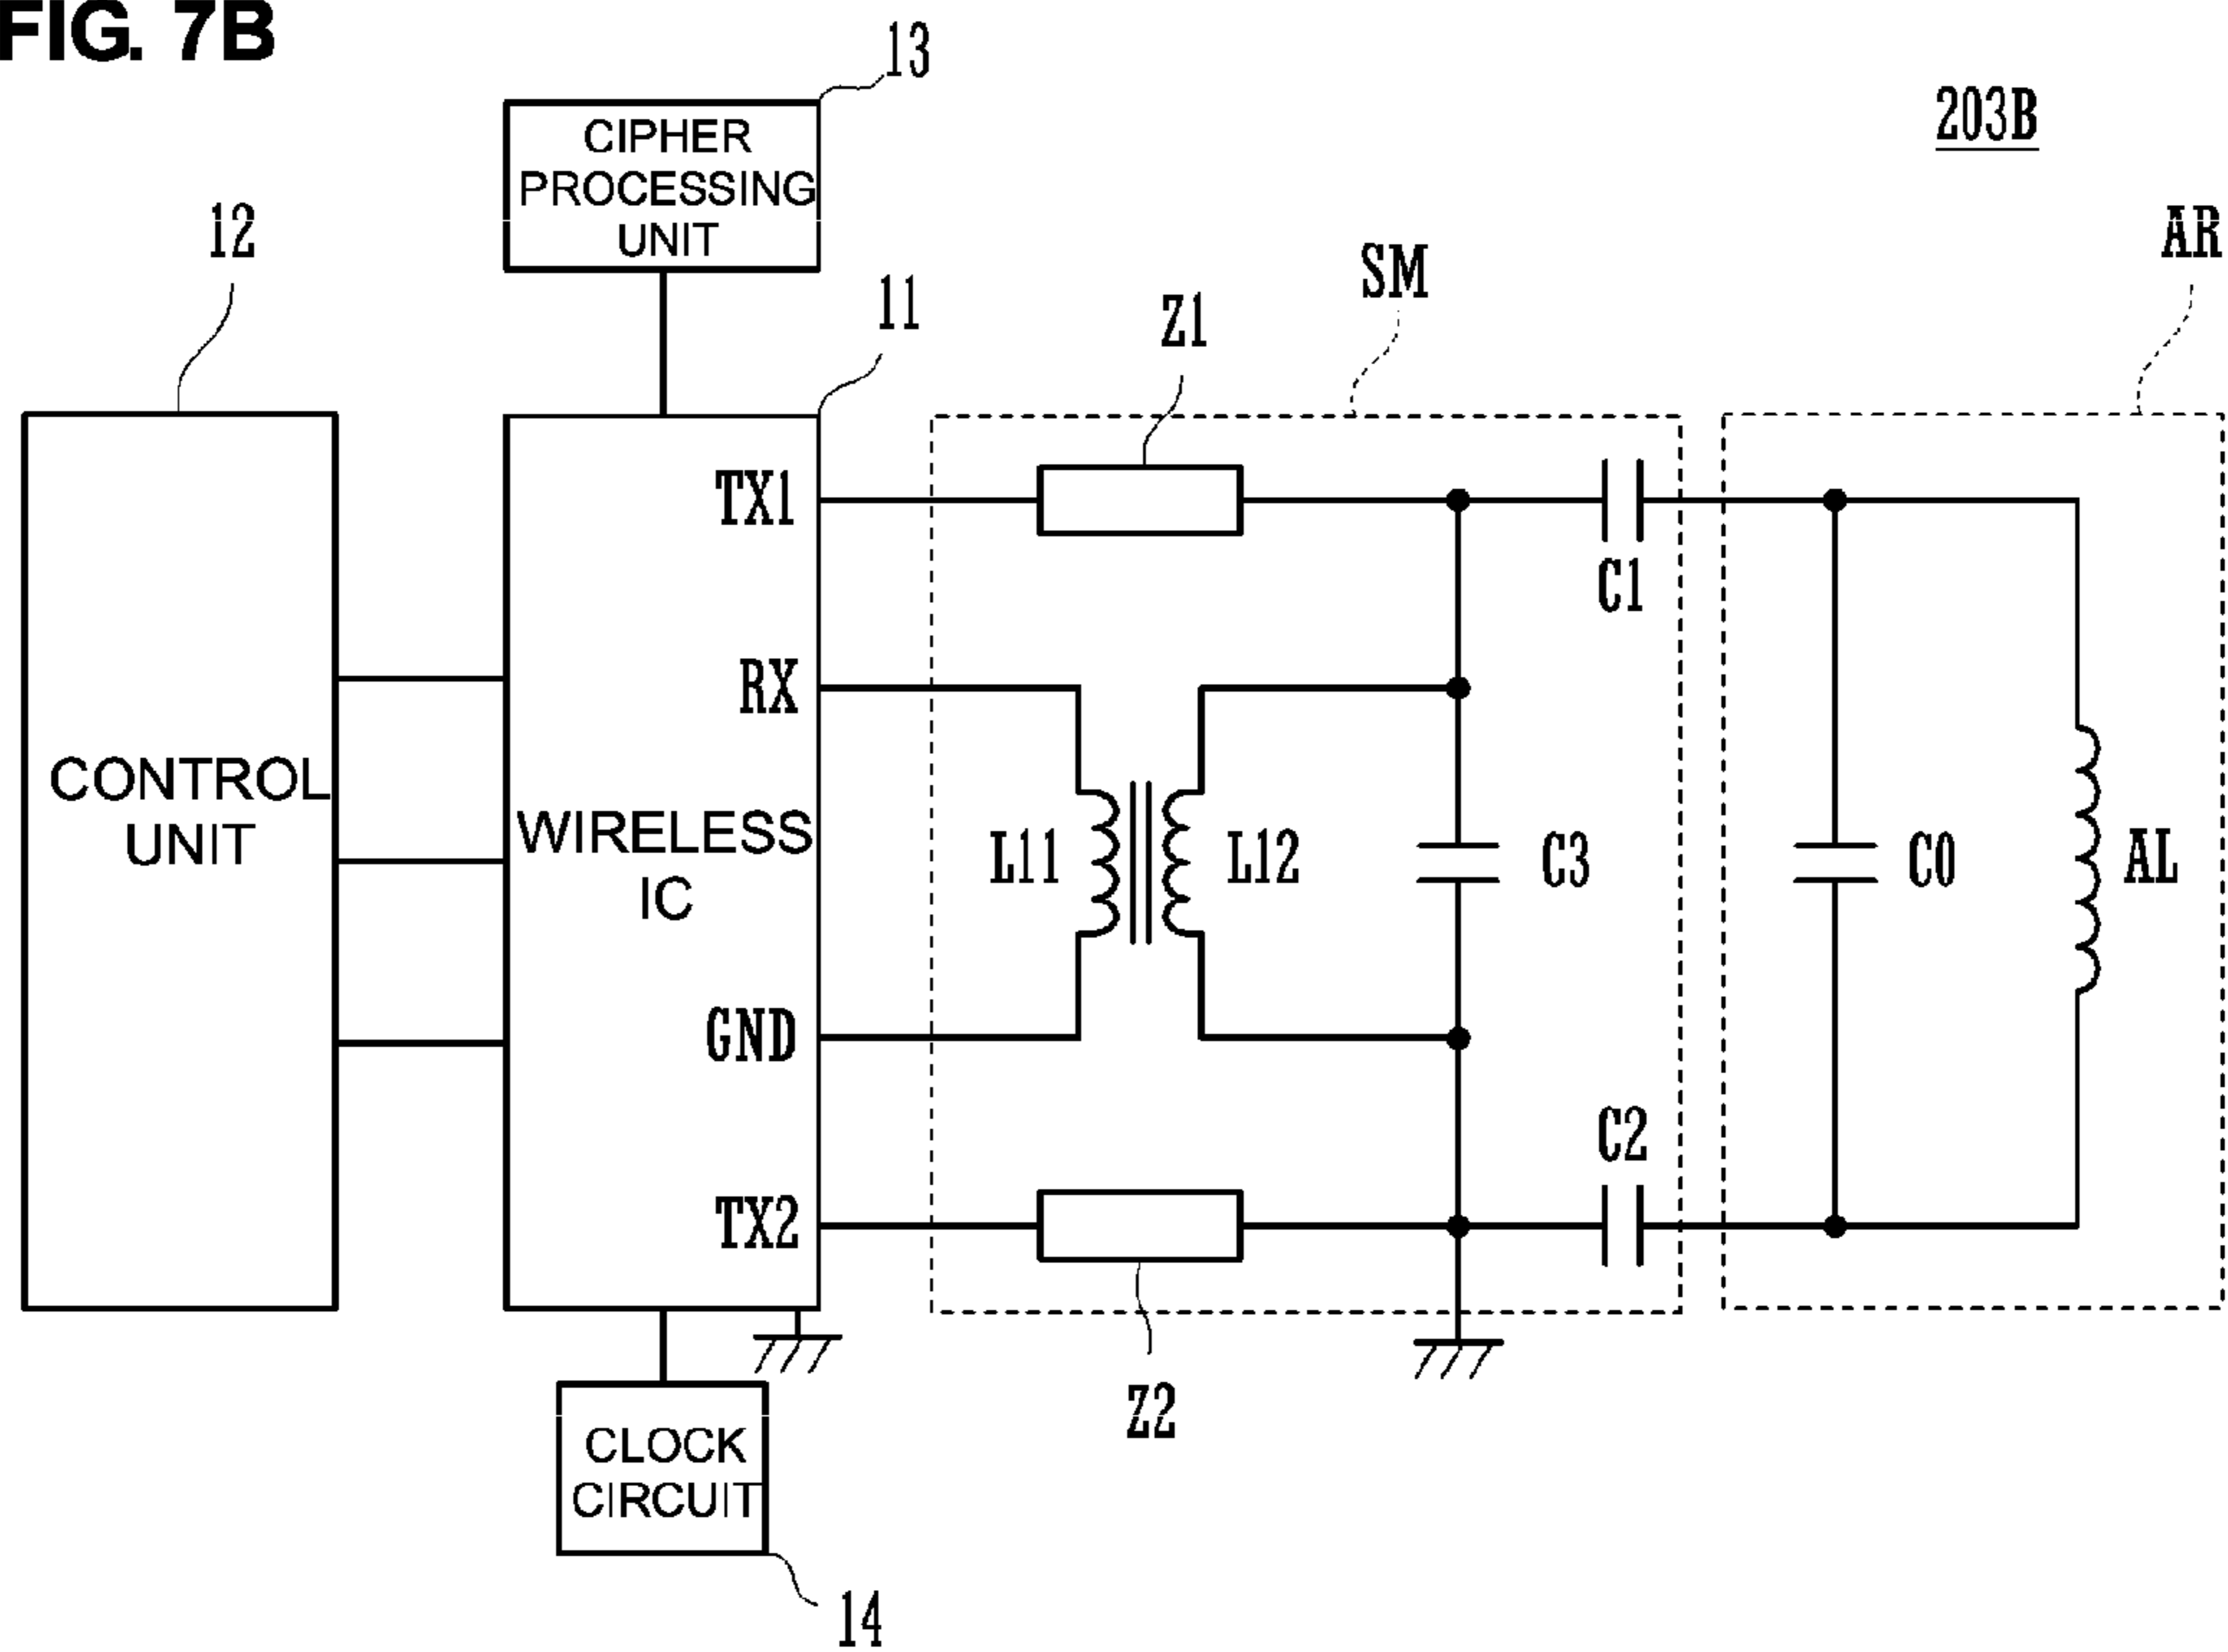 FIG. 7B
203B
13
CIPHER
PROCESSING
UNIT
12
11
Z1
SM
AR
CONTROL
UNIT
WIRELESS
IC
TX1
RX
GND
TX2
L11
L12
C1
C3
C2
C0
AL
Z2
CLOCK
CIRCUIT
14